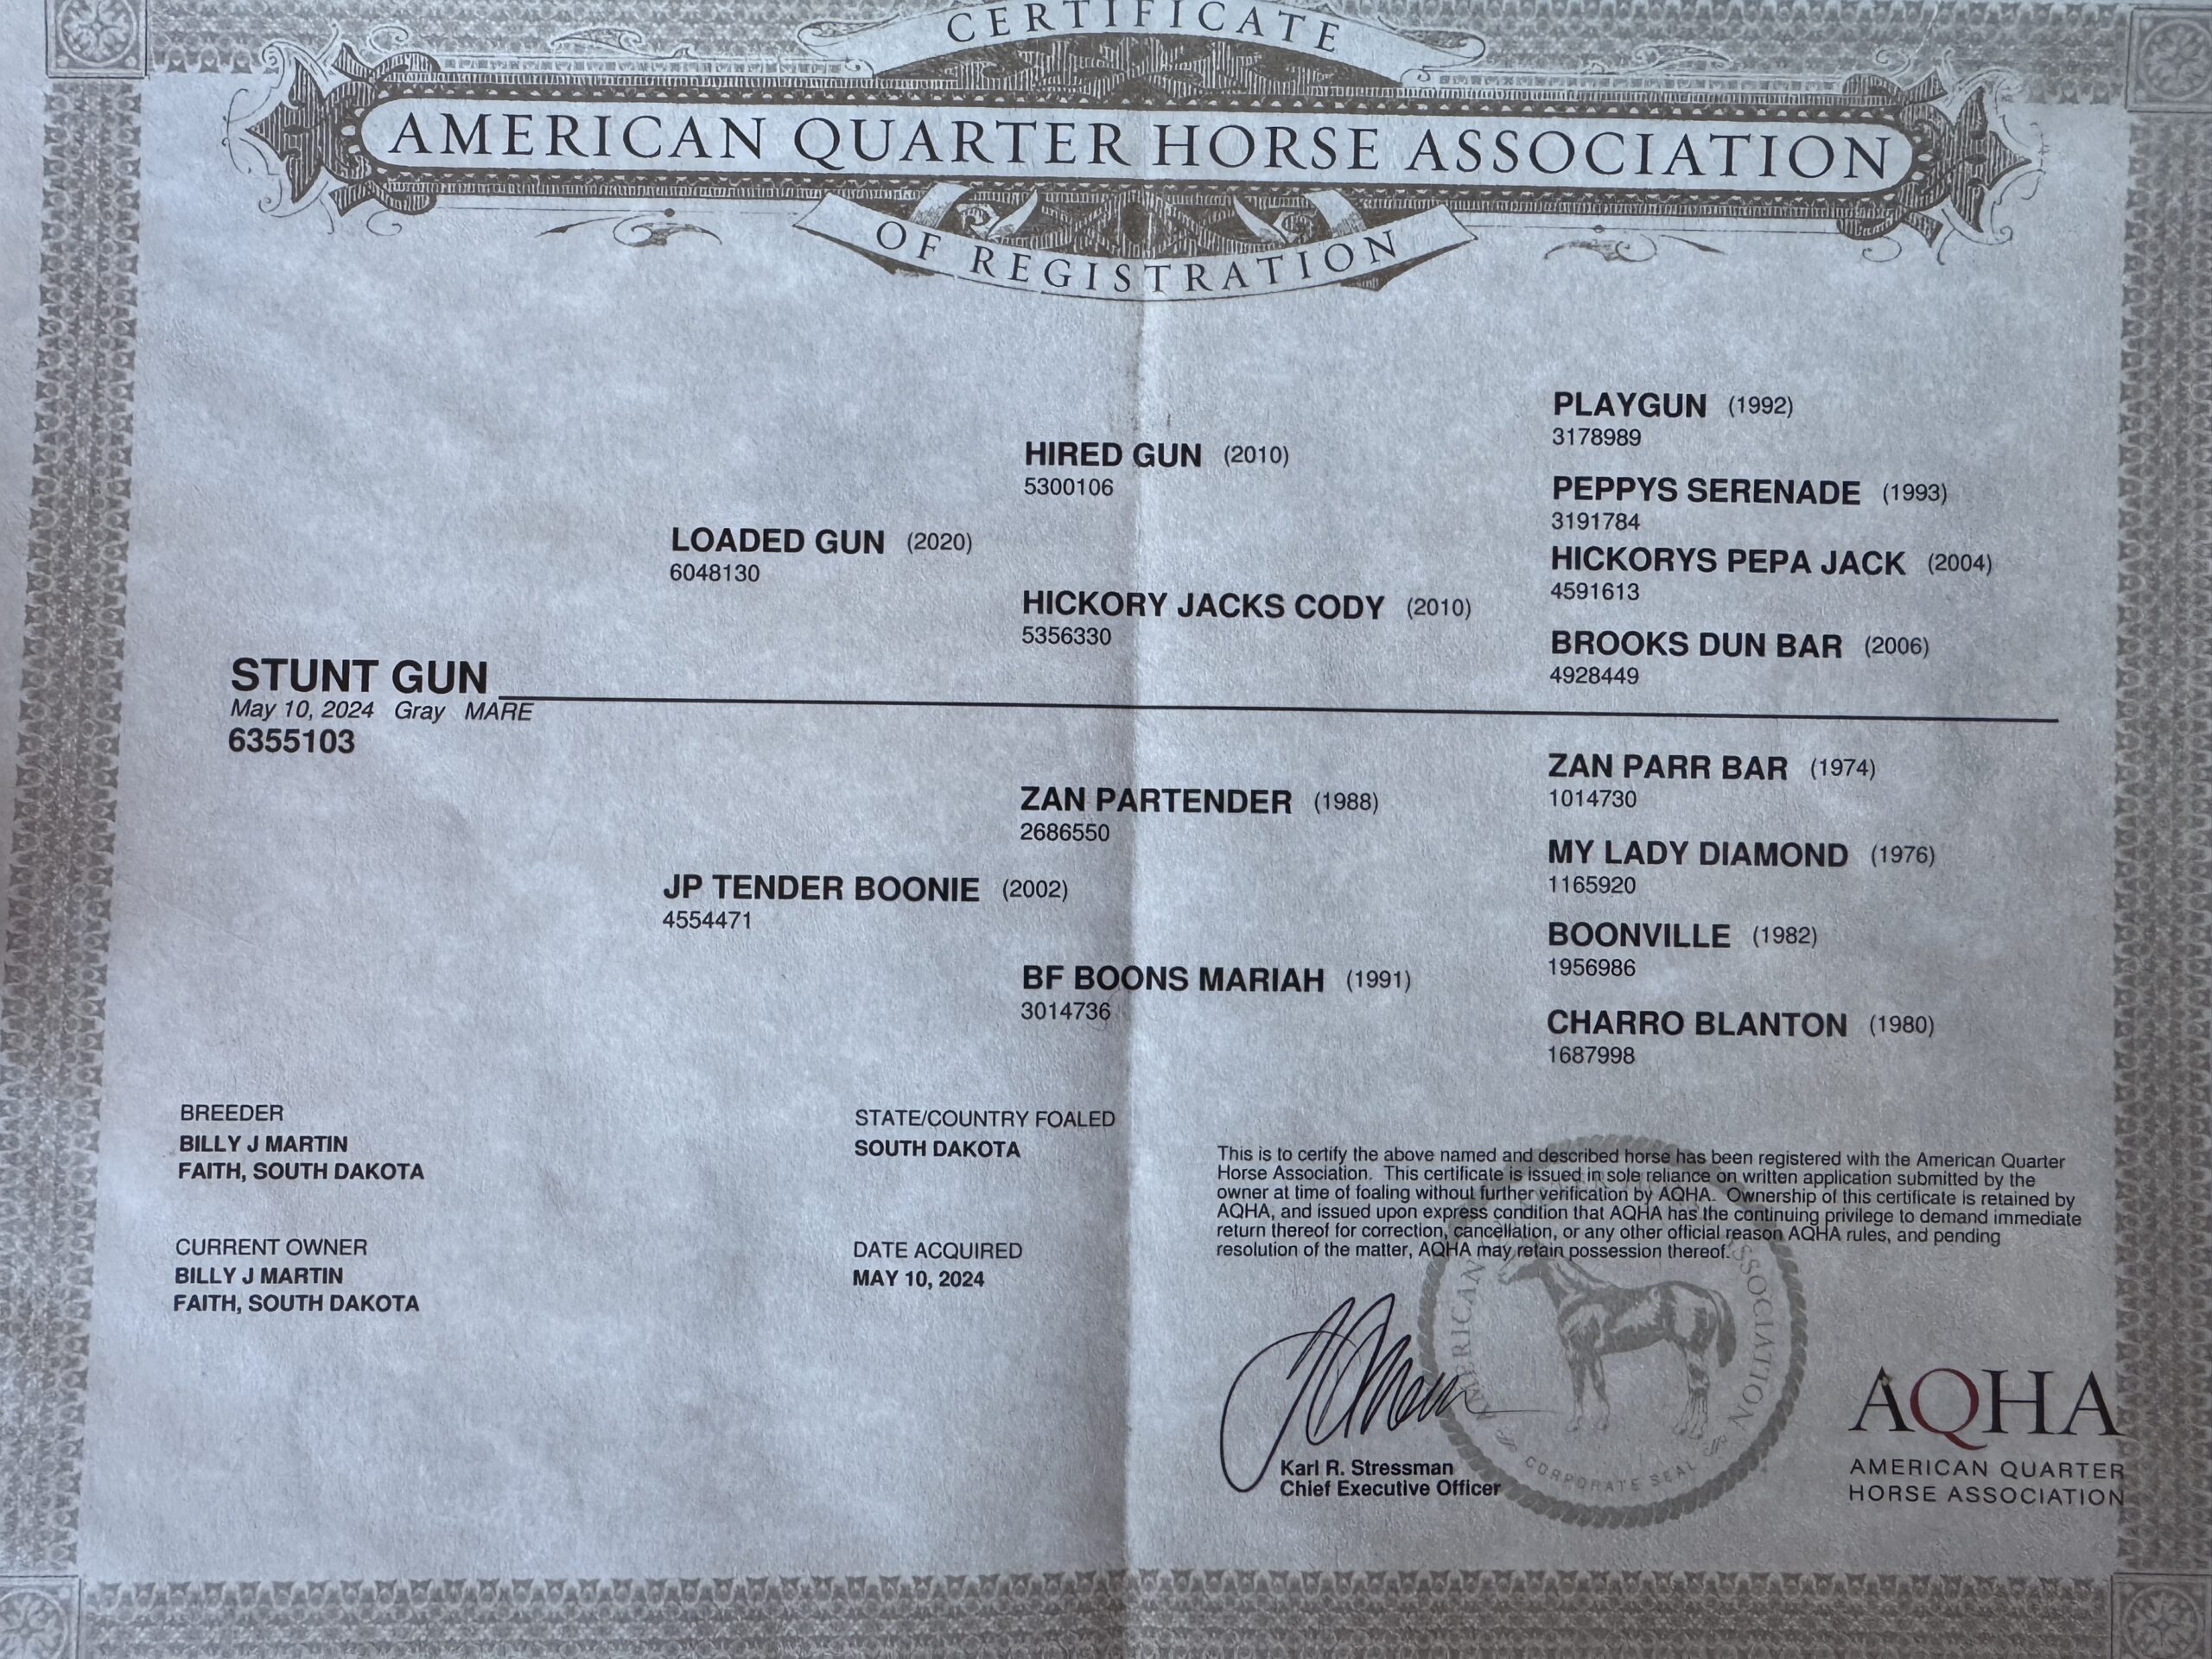 CERTIFICATE
AMERICAN QUARTER HORSE ASSOCIATION
OF REGISTRATION
PLAYGUN (1992)
3178989
HIRED GUN (2010)
5300106
PEPPYS SERENADE (1993)
3191784
LOADED GUN (2020)
6048130
HICKORYS PEPA JACK (2004)
4591613
HICKORY JACKS CODY (2010)
5356330
BROOKS DUN BAR (2006)
4928449
STUNT GUN
May 10, 2024 Gray MARE
6355103
ZAN PARR BAR (1974)
1014730
ZAN PARTENDER (1988)
2686550
MY LADY DIAMOND (1976)
1165920
JP TENDER BOONIE (2002)
4554471
BOONVILLE (1982)
1956986
BF BOONS MARIAH (1991)
3014736
CHARRO BLANTON (1980)
1687998
BREEDER
BILLY J MARTIN
FAITH, SOUTH DAKOTA
STATE/COUNTRY FOALED
SOUTH DAKOTA
CURRENT OWNER
BILLY J MARTIN
FAITH, SOUTH DAKOTA
DATE ACQUIRED
MAY 10, 2024
This is to certify the above named and described horse has been registered with the American Quarter
Horse Association. This certificate is issued in sole reliance on written application submitted by the
owner at time of foaling without further verification by AQHA. Ownership of this certificate is retained by
AQHA, and issued upon express condition that AQHA has the continuing privilege to demand immediate
return thereof for correction, cancellation, or any other official reason AQHA rules, and pending
resolution of the matter, AQHA may retain possession thereof.
Karl R. Stressman
Chief Executive Officer
AMERICAN ASSOCIATION
CORPORATE SEAL
AQHA
AMERICAN QUARTER
HORSE ASSOCIATION